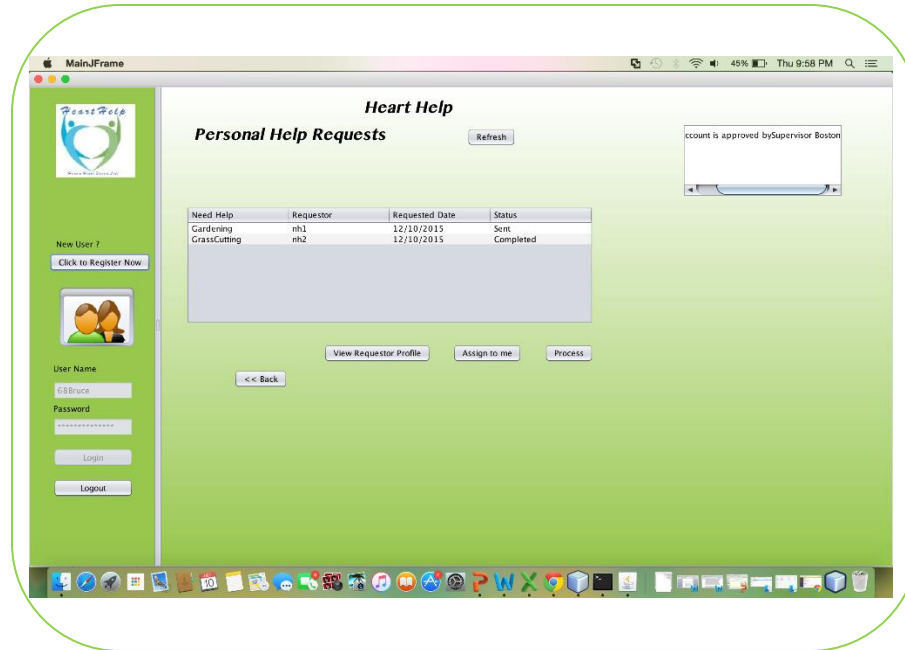 MainJFrame 45% Thu 9:58 PM
HeartHelp
Heart Help
Personal Help Requests
Refresh
ccount is approved bySupervisor Boston
Need Help Requestor Requested Date Status
Gardening nh1 12/10/2015 Sent
GrassCutting nh2 12/10/2015 Completed
New User ?
Click to Register Now
View Requestor Profile Assign to me Process
<< Back
User Name
Password
**************
Login
Logout
10